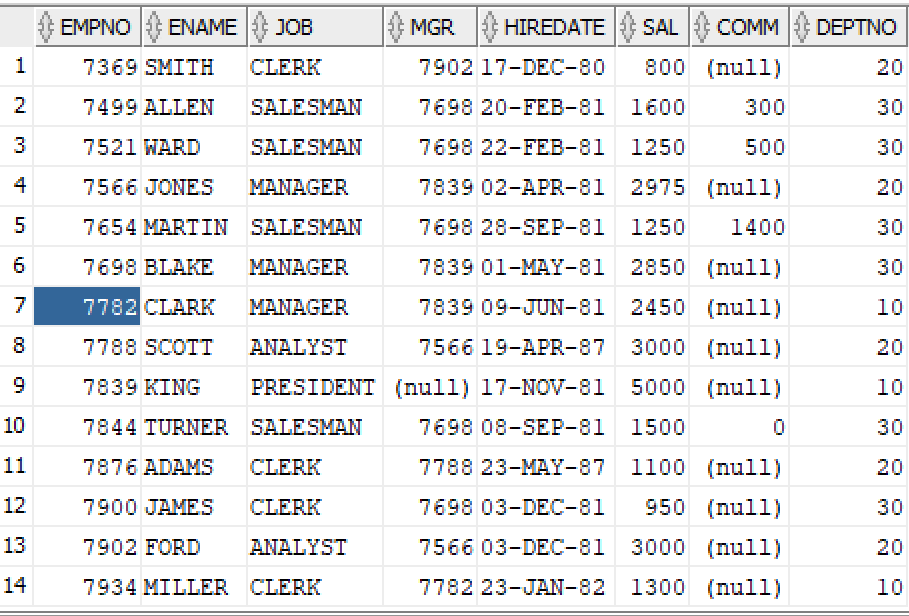 EMPNO ENAME JOB MGR HIREDATE SAL COMM DEPTNO
1 7369 SMITH CLERK 7902 17-DEC-80 800 (null) 20
2 7499 ALLEN SALESMAN 7698 20-FEB-81 1600 300 30
3 7521 WARD SALESMAN 7698 22-FEB-81 1250 500 30
4 7566 JONES MANAGER 7839 02-APR-81 2975 (null) 20
5 7654 MARTIN SALESMAN 7698 28-SEP-81 1250 1400 30
6 7698 BLAKE MANAGER 7839 01-MAY-81 2850 (null) 30
7 7782 CLARK MANAGER 7839 09-JUN-81 2450 (null) 10
8 7788 SCOTT ANALYST 7566 19-APR-87 3000 (null) 20
9 7839 KING PRESIDENT (null) 17-NOV-81 5000 (null) 10
10 7844 TURNER SALESMAN 7698 08-SEP-81 1500 0 30
11 7876 ADAMS CLERK 7788 23-MAY-87 1100 (null) 20
12 7900 JAMES CLERK 7698 03-DEC-81 950 (null) 30
13 7902 FORD ANALYST 7566 03-DEC-81 3000 (null) 20
14 7934 MILLER CLERK 7782 23-JAN-82 1300 (null) 10